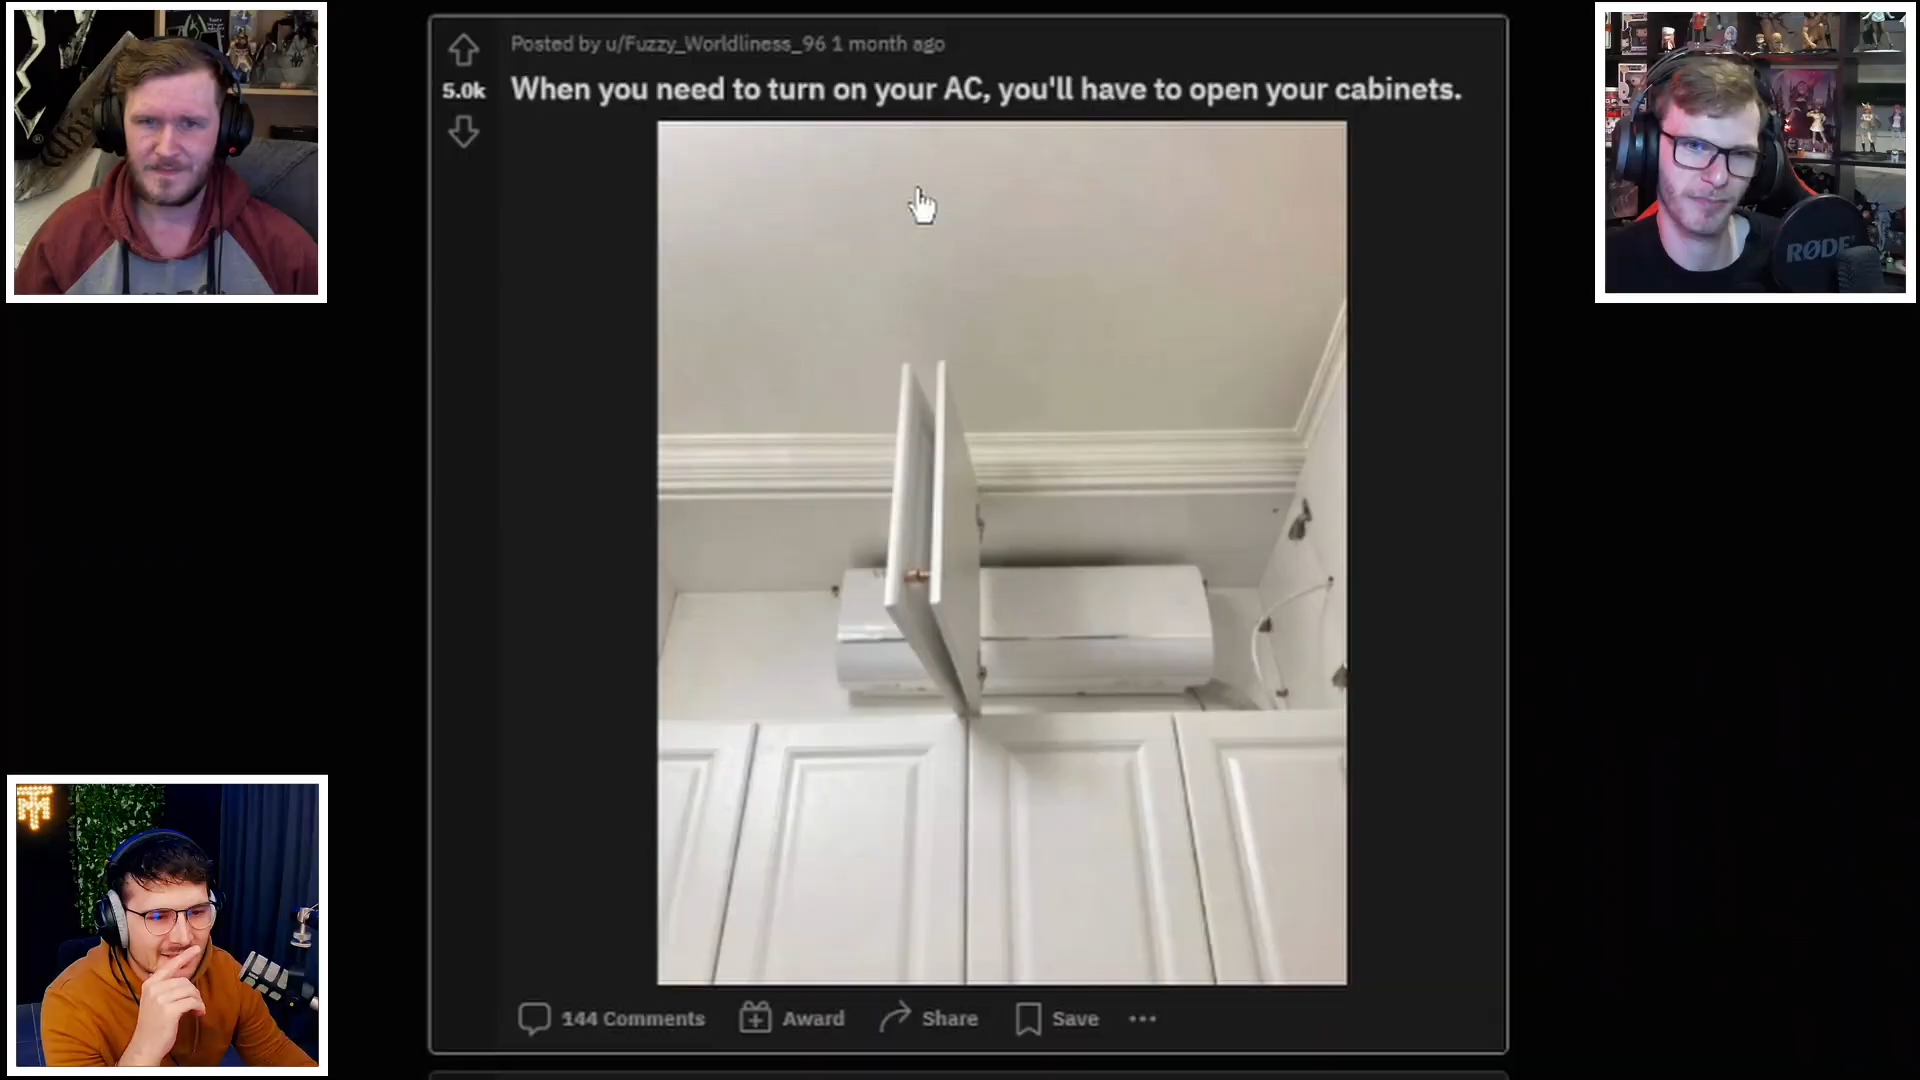 Posted by u/Fuzzy_Worldliness_96 1 month ago
5.0k
When you need to turn on your AC, you'll have to open your cabinets.
RØDE
144 Comments
Award
Share
Save